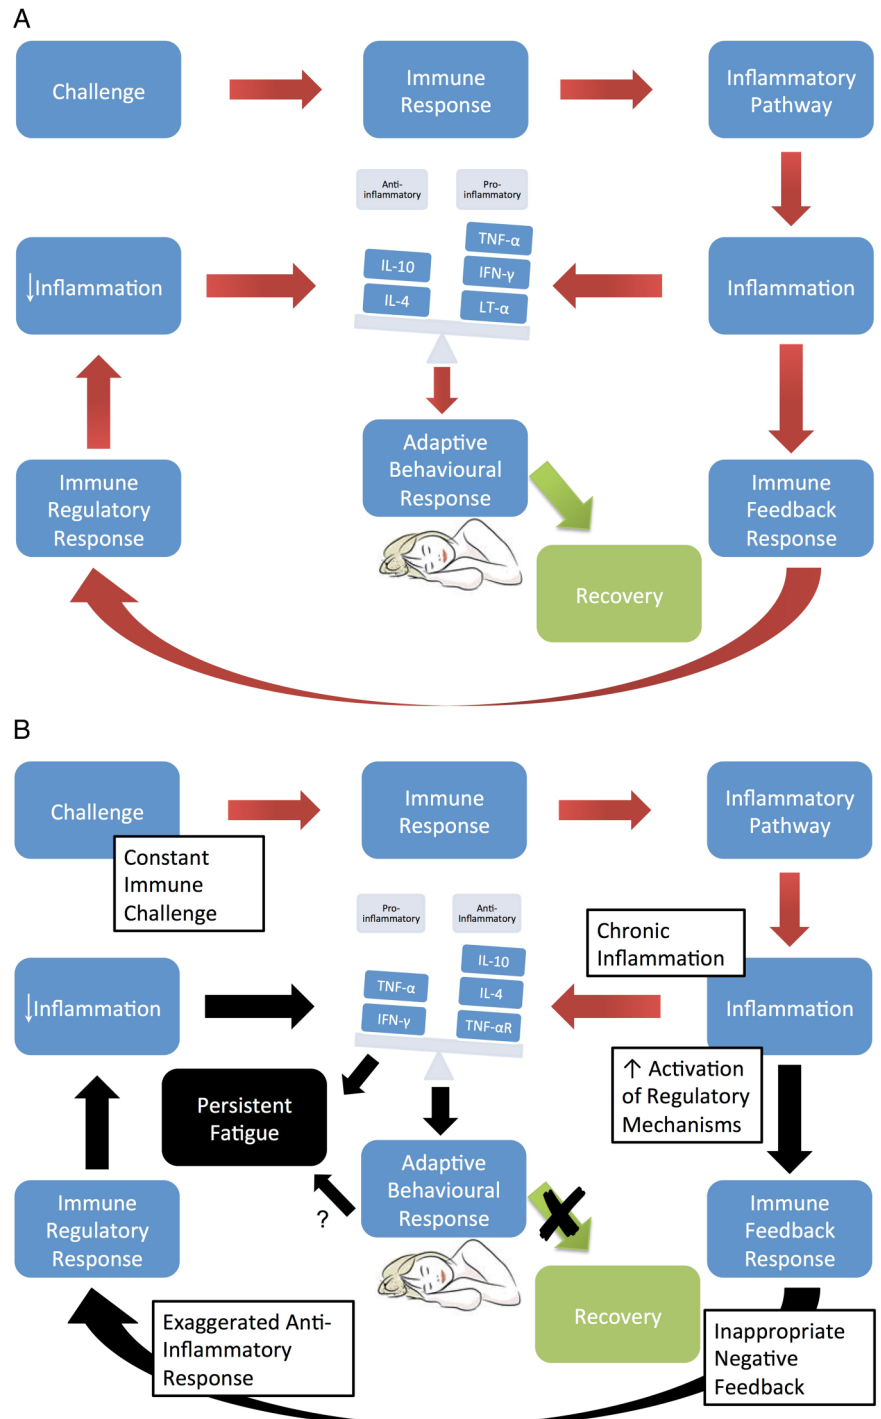 A
Challenge
Immune
Response
Inflammatory
Pathway
Anti-
inflammatory
Pro-
inflammatory
↓Inflammation
IL-10
IL-4
TNF-α
IFN-γ
LT-α
Inflammation
Immune
Regulatory
Response
Adaptive
Behavioural
Response
Immune
Feedback
Response
Recovery
B
Challenge
Constant
Immune
Challenge
Immune
Response
Inflammatory
Pathway
Pro-
inflammatory
Anti-
Inflammatory
Chronic
Inflammation
↓Inflammation
TNF-α
IFN-γ
IL-10
IL-4
TNF-αR
Inflammation
↑ Activation
of Regulatory
Mechanisms
Persistent
Fatigue
?
Immune
Regulatory
Response
Adaptive
Behavioural
Response
Immune
Feedback
Response
Recovery
Exaggerated Anti-
Inflammatory
Response
Inappropriate
Negative
Feedback